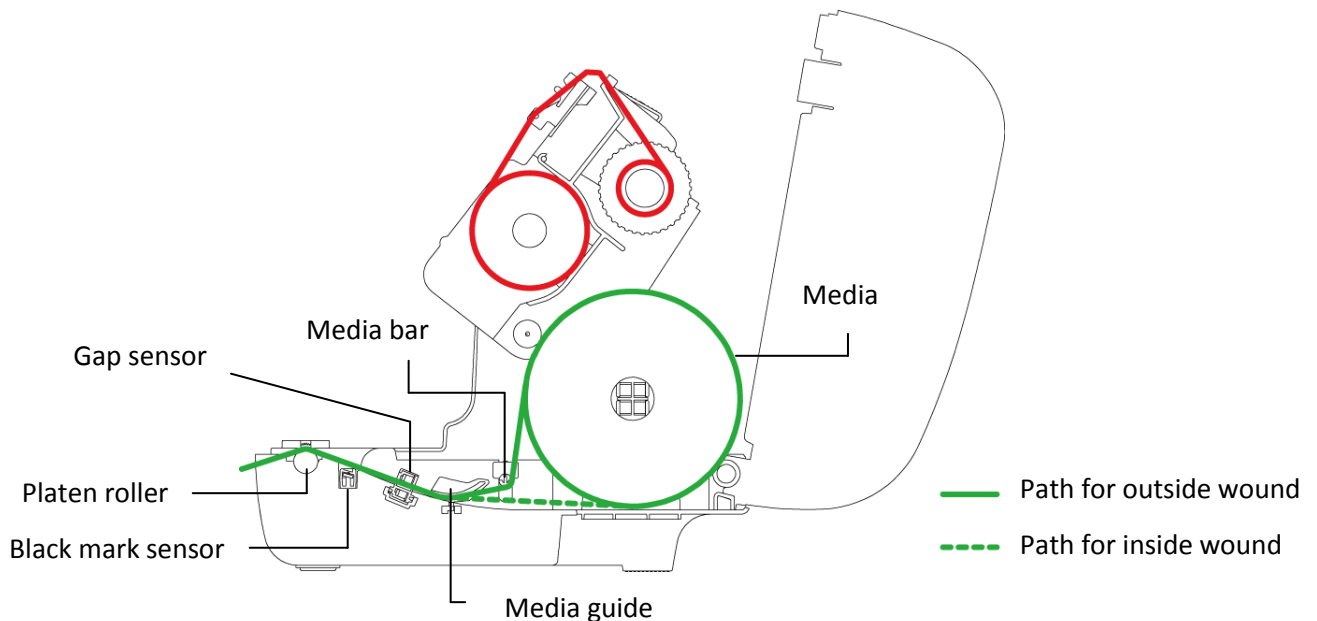 Media
Media bar
Gap sensor
Platen roller
Path for outside wound
Black mark sensor
Path for inside wound
Media guide